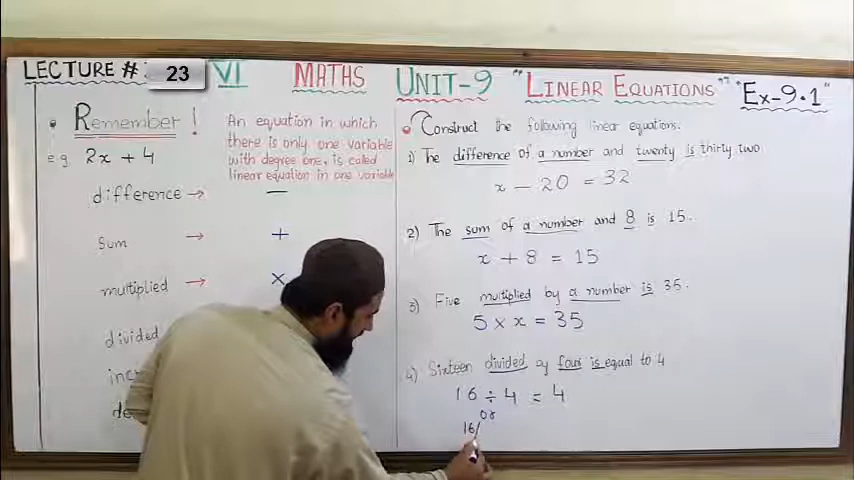 LECTURE # 23 VI MATHS UNIT-9 "LINEAR EQUATIONS" "Ex-9.1"
• Remember!
An equation in which
there is only one variable
with degree one, is called
linear equation in one variable
e.g 2x + 4
difference → —
Sum → +
multiplied → ×
divided
• Construct the following linear equations.
1) The difference of a number and twenty is thirty two
x — 20 = 32
2) The sum of a number and 8 is 15.
x + 8 = 15
3) Five multiplied by a number is 35.
5 × x = 35
4) Sixteen divided by four is equal to 4
16 ÷ 4 = 4
or
16/